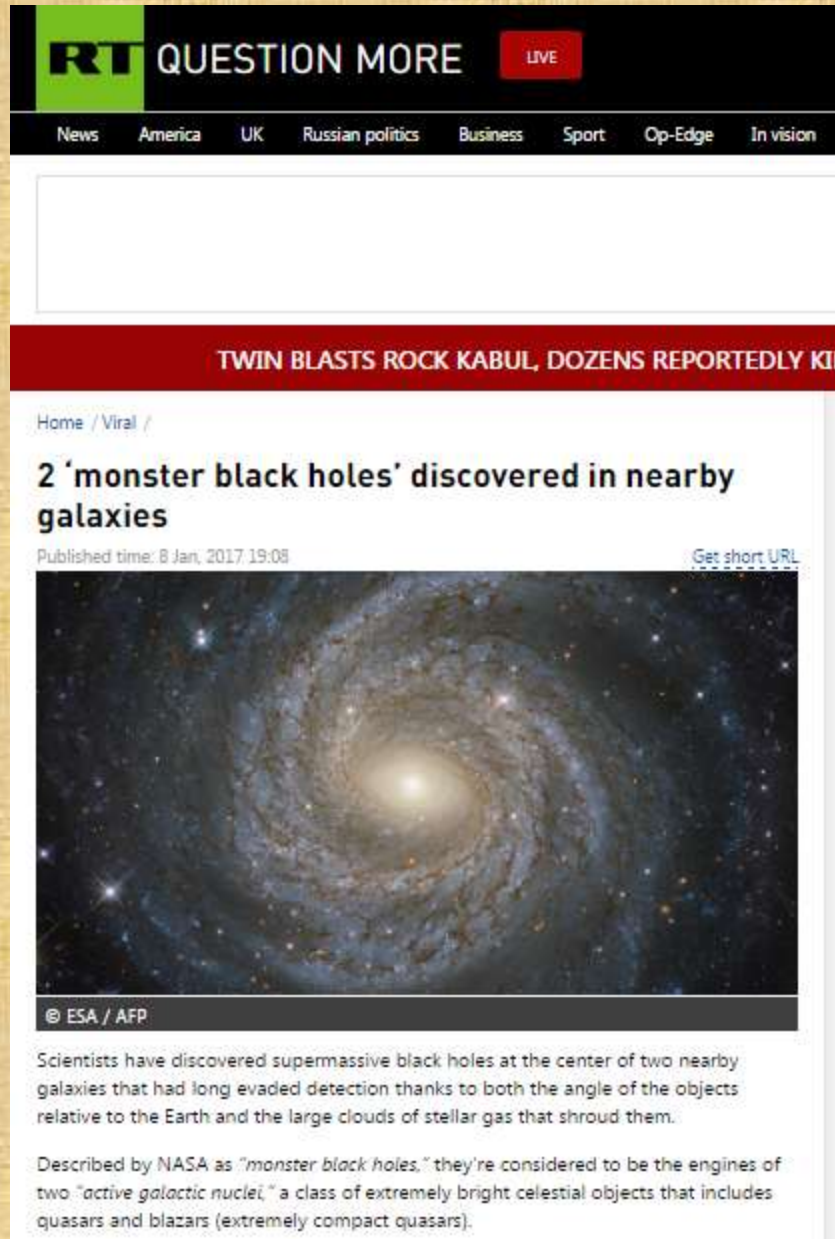 RT QUESTION MORE LIVE
News America UK Russian politics Business Sport Op-Edge In vision
TWIN BLASTS ROCK KABUL, DOZENS REPORTEDLY
Home / Viral /
2 ‘monster black holes’ discovered in nearby
galaxies
Published time: 8 Jan, 2017 19:08 Get short URL
© ESA / AFP
Scientists have discovered supermassive black holes at the center of two nearby
galaxies that had long evaded detection thanks to both the angle of the objects
relative to the Earth and the large clouds of stellar gas that shroud them.
Described by NASA as "monster black holes," they're considered to be the engines of
two "active galactic nuclei," a class of extremely bright celestial objects that includes
quasars and blazars (extremely compact quasars).